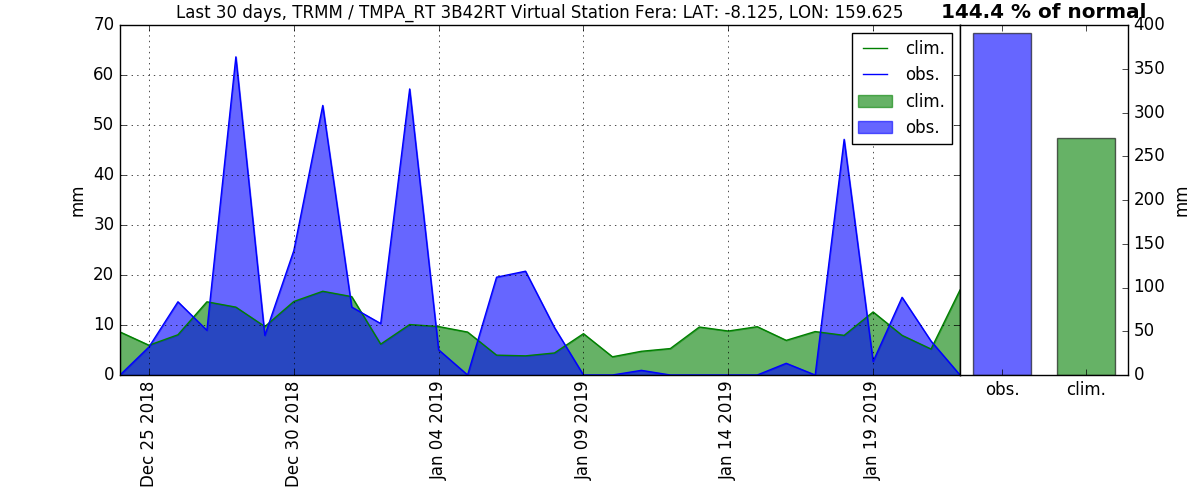 Last 30 days, TRMM / TMPA_RT 3B42RT Virtual Station Fera: LAT: -8.125, LON: 159.625
144.4 % of normal
70
60
50
40
30
20
10
0
mm
clim.
obs.
clim.
obs.
400
350
300
250
200
150
100
50
0
mm
Dec 25 2018
Dec 30 2018
Jan 04 2019
Jan 09 2019
Jan 14 2019
Jan 19 2019
obs.
clim.